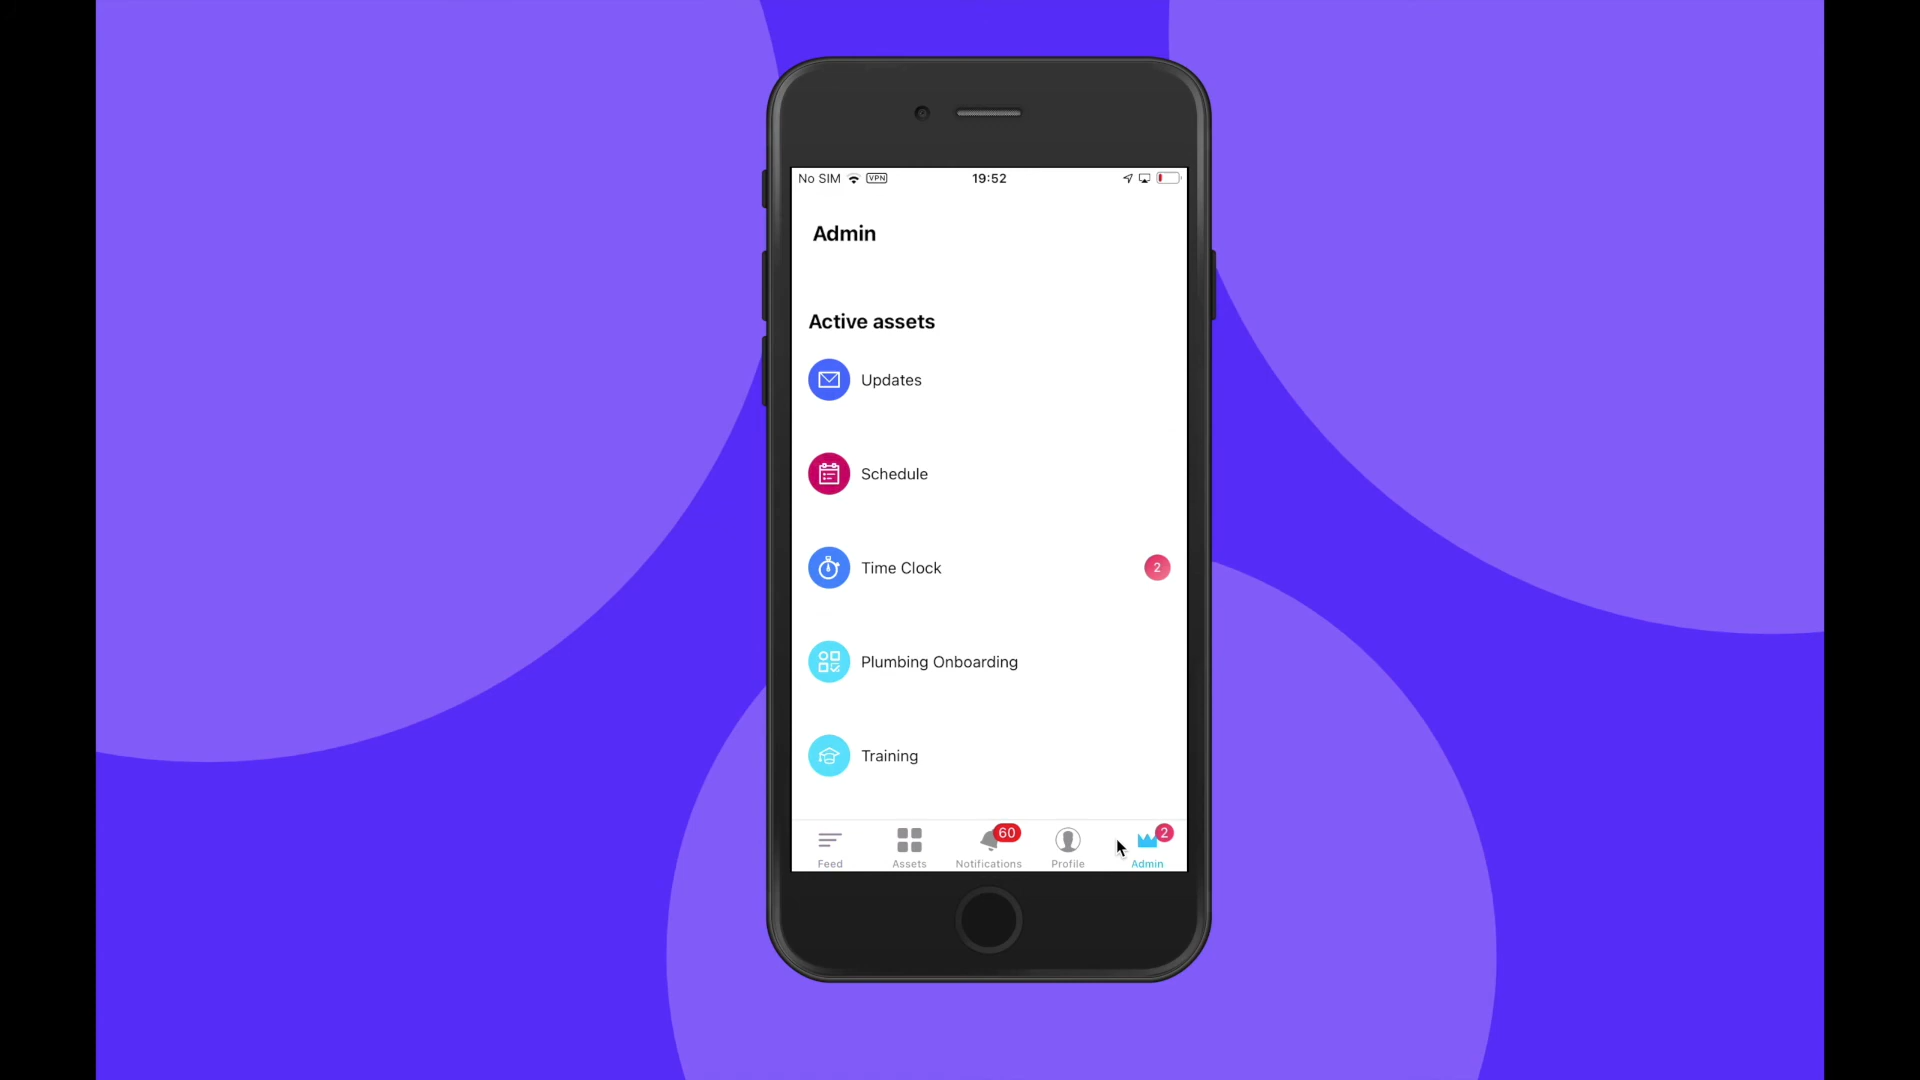 No SIM VPN 19:52
Admin
Active assets
Updates
Schedule
Time Clock 2
Plumbing Onboarding
Training
60 2
Feed Assets Notifications Profile Admin